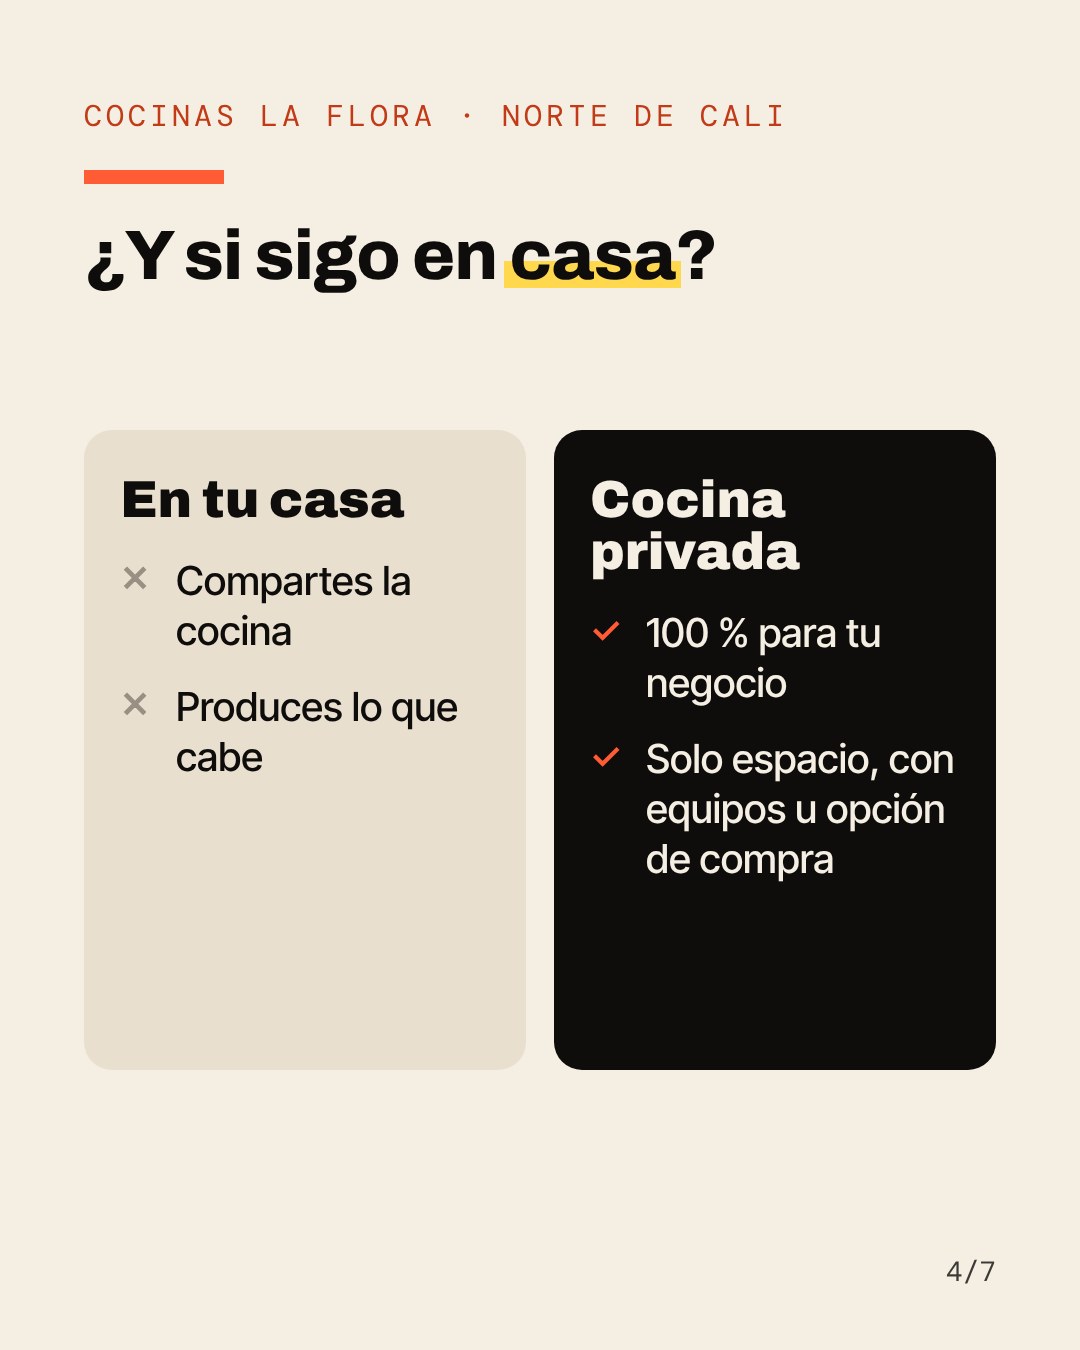 COCINAS LA FLORA · NORTE DE CALI
¿Y si sigo en casa?
En tu casa
✕ Compartes la
cocina
✕ Produces lo que
cabe
Cocina
privada
✓ 100 % para tu
negocio
✓ Solo espacio, con
equipos u opción
de compra
4/7